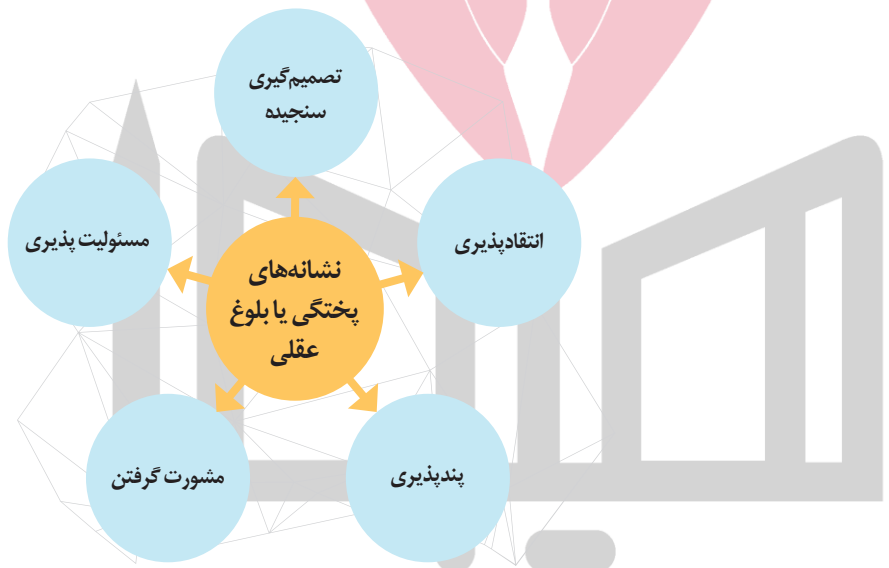 تصمیم‌گیری
سنجیده
انتقادپذیری
مسئولیت پذیری
نشانه‌های
پختگی یا بلوغ
عقلی
پندپذیری
مشورت گرفتن